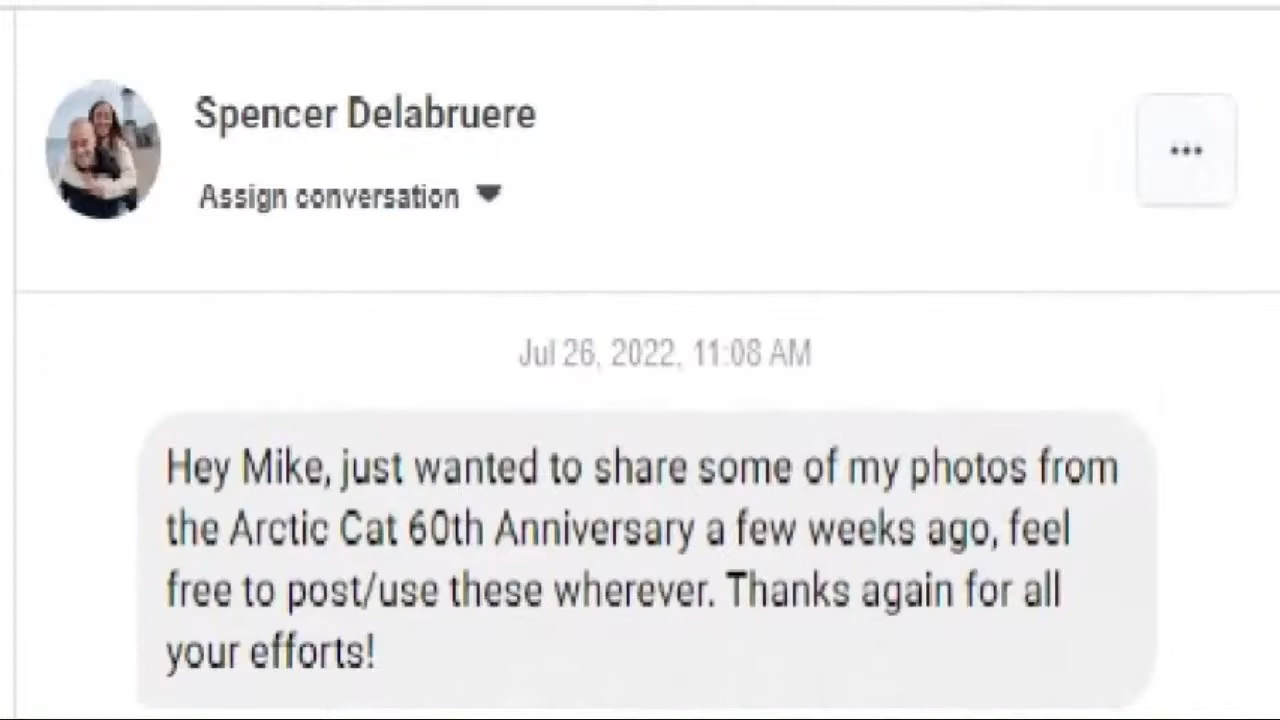 Spencer Delabruere
Assign conversation
Jul 26, 2022, 11:08 AM
Hey Mike, just wanted to share some of my photos from
the Arctic Cat 60th Anniversary a few weeks ago, feel
free to post/use these wherever. Thanks again for all
your efforts!